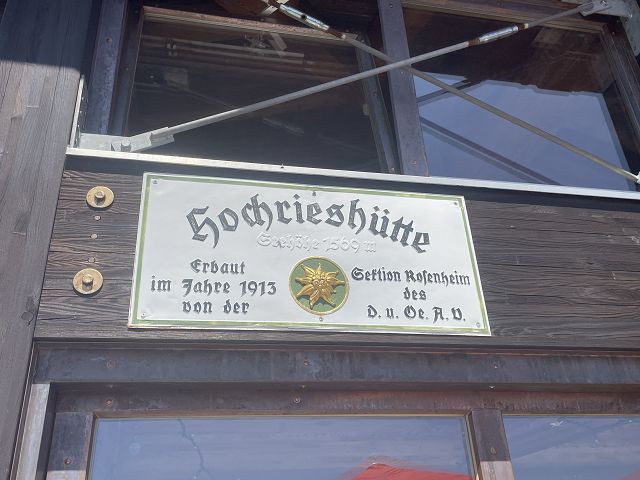 Hochrieshütte
Seehöhe 1569 m
Erbaut
im Jahre 1913
von der
Sektion Rosenheim
des
D. u. Oe. A. V.